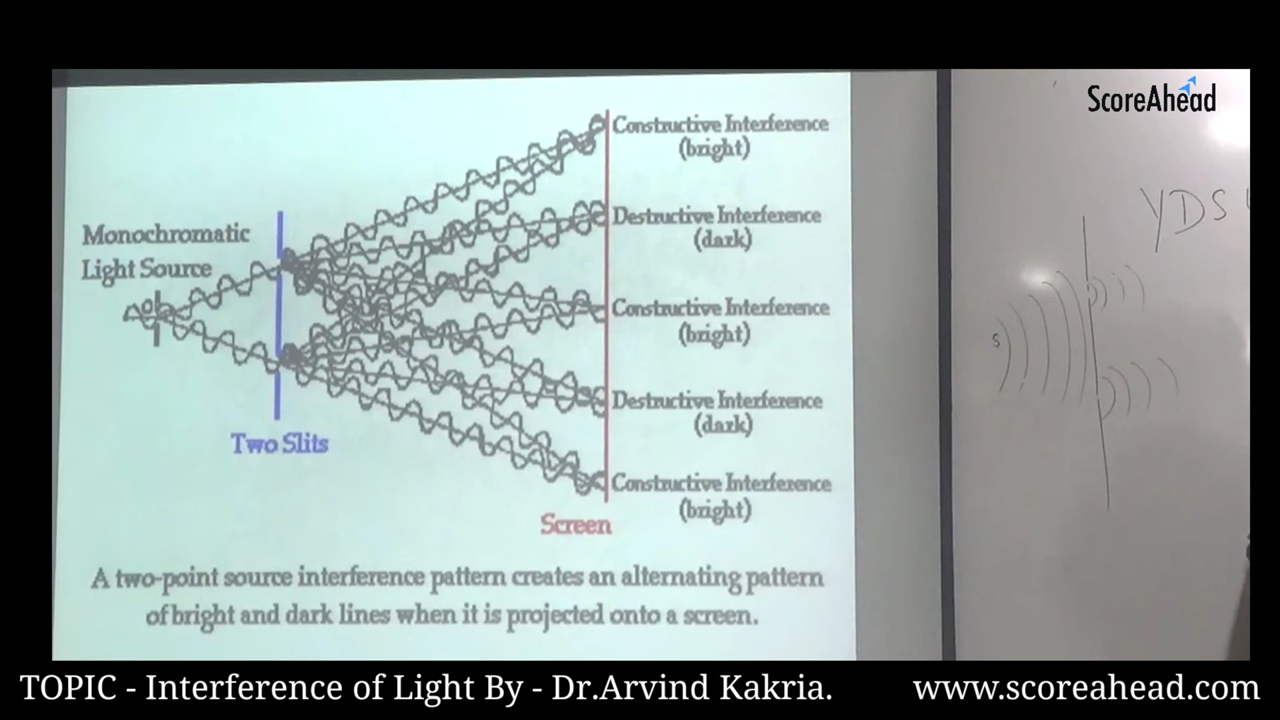 ScoreAhead
Constructive Interference
(bright)
Destructive Interference
(dark)
Monochromatic
Light Source
Constructive Interference
(bright)
Destructive Interference
(dark)
Two Slits
Constructive Interference
(bright)
Screen
A two-point source interference pattern creates an alternating pattern
of bright and dark lines when it is projected onto a screen.
YDS
S
TOPIC - Interference of Light By - Dr.Arvind Kakria.
www.scoreahead.com